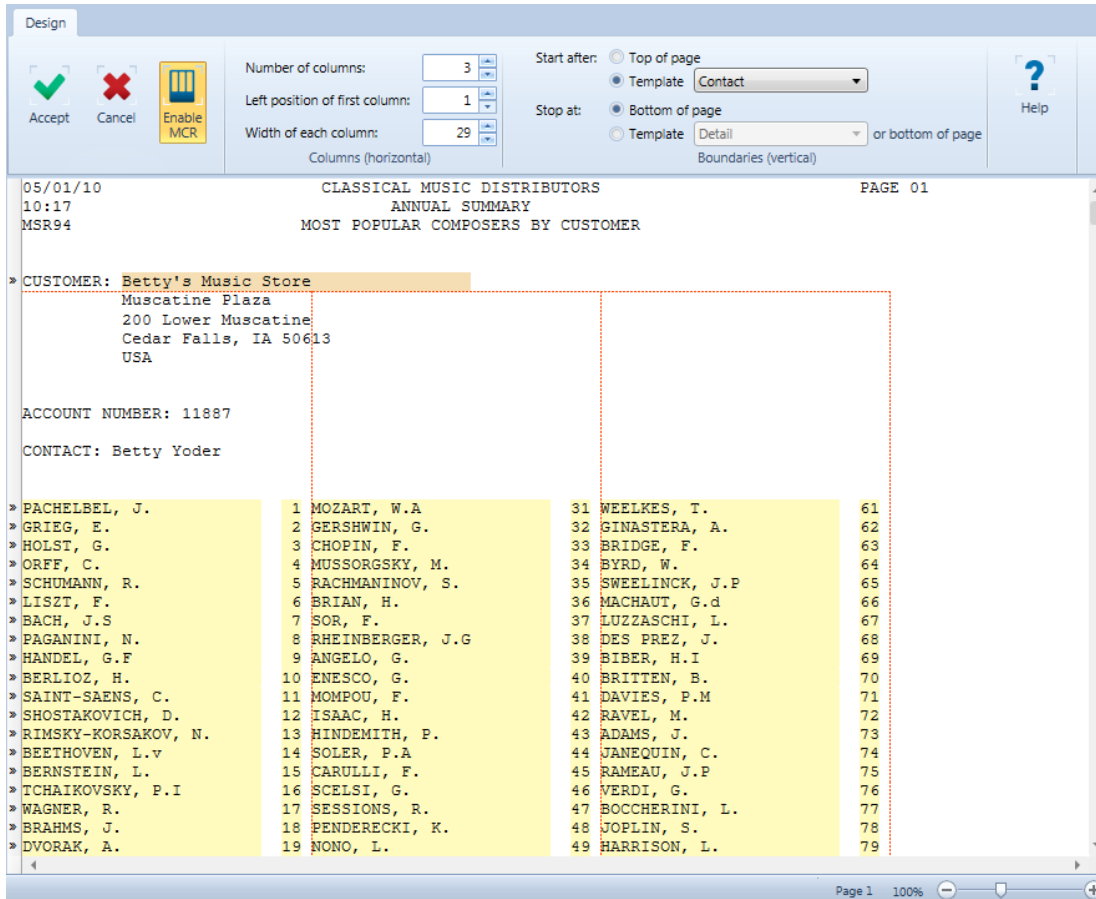 Design
Accept
Cancel
Enable MCR
Number of columns: 3
Left position of first column: 1
Width of each column: 29
Columns (horizontal)
Start after: Top of page
Template Contact
Stop at: Bottom of page
Template Detail or bottom of page
Boundaries (vertical)
?
Help
05/01/10 CLASSICAL MUSIC DISTRIBUTORS PAGE 01
10:17 ANNUAL SUMMARY
MSR94 MOST POPULAR COMPOSERS BY CUSTOMER
» CUSTOMER: Betty's Music Store
Muscatine Plaza
200 Lower Muscatine
Cedar Falls, IA 50613
USA
ACCOUNT NUMBER: 11887
CONTACT: Betty Yoder
» PACHELBEL, J. 1 MOZART, W.A 31 WEELKES, T. 61
» GRIEG, E. 2 GERSHWIN, G. 32 GINASTERA, A. 62
» HOLST, G. 3 CHOPIN, F. 33 BRIDGE, F. 63
» ORFF, C. 4 MUSSORGSKY, M. 34 BYRD, W. 64
» SCHUMANN, R. 5 RACHMANINOV, S. 35 SWEELINCK, J.P 65
» LISZT, F. 6 BRIAN, H. 36 MACHAUT, G.d 66
» BACH, J.S 7 SOR, F. 37 LUZZASCHI, L. 67
» PAGANINI, N. 8 RHEINBERGER, J.G 38 DES PREZ, J. 68
» HANDEL, G.F 9 ANGELO, G. 39 BIBER, H.I 69
» BERLIOZ, H. 10 ENESCO, G. 40 BRITTEN, B. 70
» SAINT-SAENS, C. 11 MOMPOU, F. 41 DAVIES, P.M 71
» SHOSTAKOVICH, D. 12 ISAAC, H. 42 RAVEL, M. 72
» RIMSKY-KORSAKOV, N. 13 HINDEMITH, P. 43 ADAMS, J. 73
» BEETHOVEN, L.v 14 SOLER, P.A 44 JANEQUIN, C. 74
» BERNSTEIN, L. 15 CARULLI, F. 45 RAMEAU, J.P 75
» TCHAIKOVSKY, P.I 16 SCELSI, G. 46 VERDI, G. 76
» WAGNER, R. 17 SESSIONS, R. 47 BOCCHERINI, L. 77
» BRAHMS, J. 18 PENDERECKI, K. 48 JOPLIN, S. 78
» DVORAK, A. 19 NONO, L. 49 HARRISON, L. 79
Page 1 100%